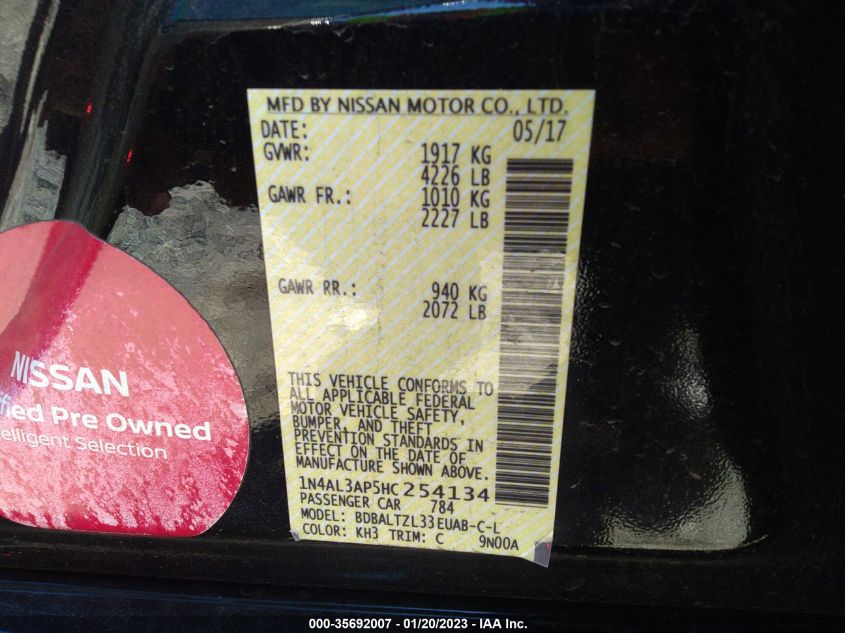 MFD BY NISSAN MOTOR CO., LTD.
DATE: 05/17
GVWR: 1917 KG
4226 LB
GAWR FR.: 1010 KG
2227 LB
GAWR RR.: 940 KG
2072 LB
THIS VEHICLE CONFORMS TO
ALL APPLICABLE FEDERAL
MOTOR VEHICLE SAFETY,
BUMPER, AND THEFT
PREVENTION STANDARDS IN
EFFECT ON THE DATE OF
MANUFACTURE SHOWN ABOVE.
1N4AL3AP5HC254134
PASSENGER CAR 784
MODEL: BDBALTZL33EUAB-C-L
COLOR: KH3 TRIM: C 9N00A
NISSAN
fied Pre Owned
telligent Selection
000-35692007 - 01/20/2023 - IAA Inc.